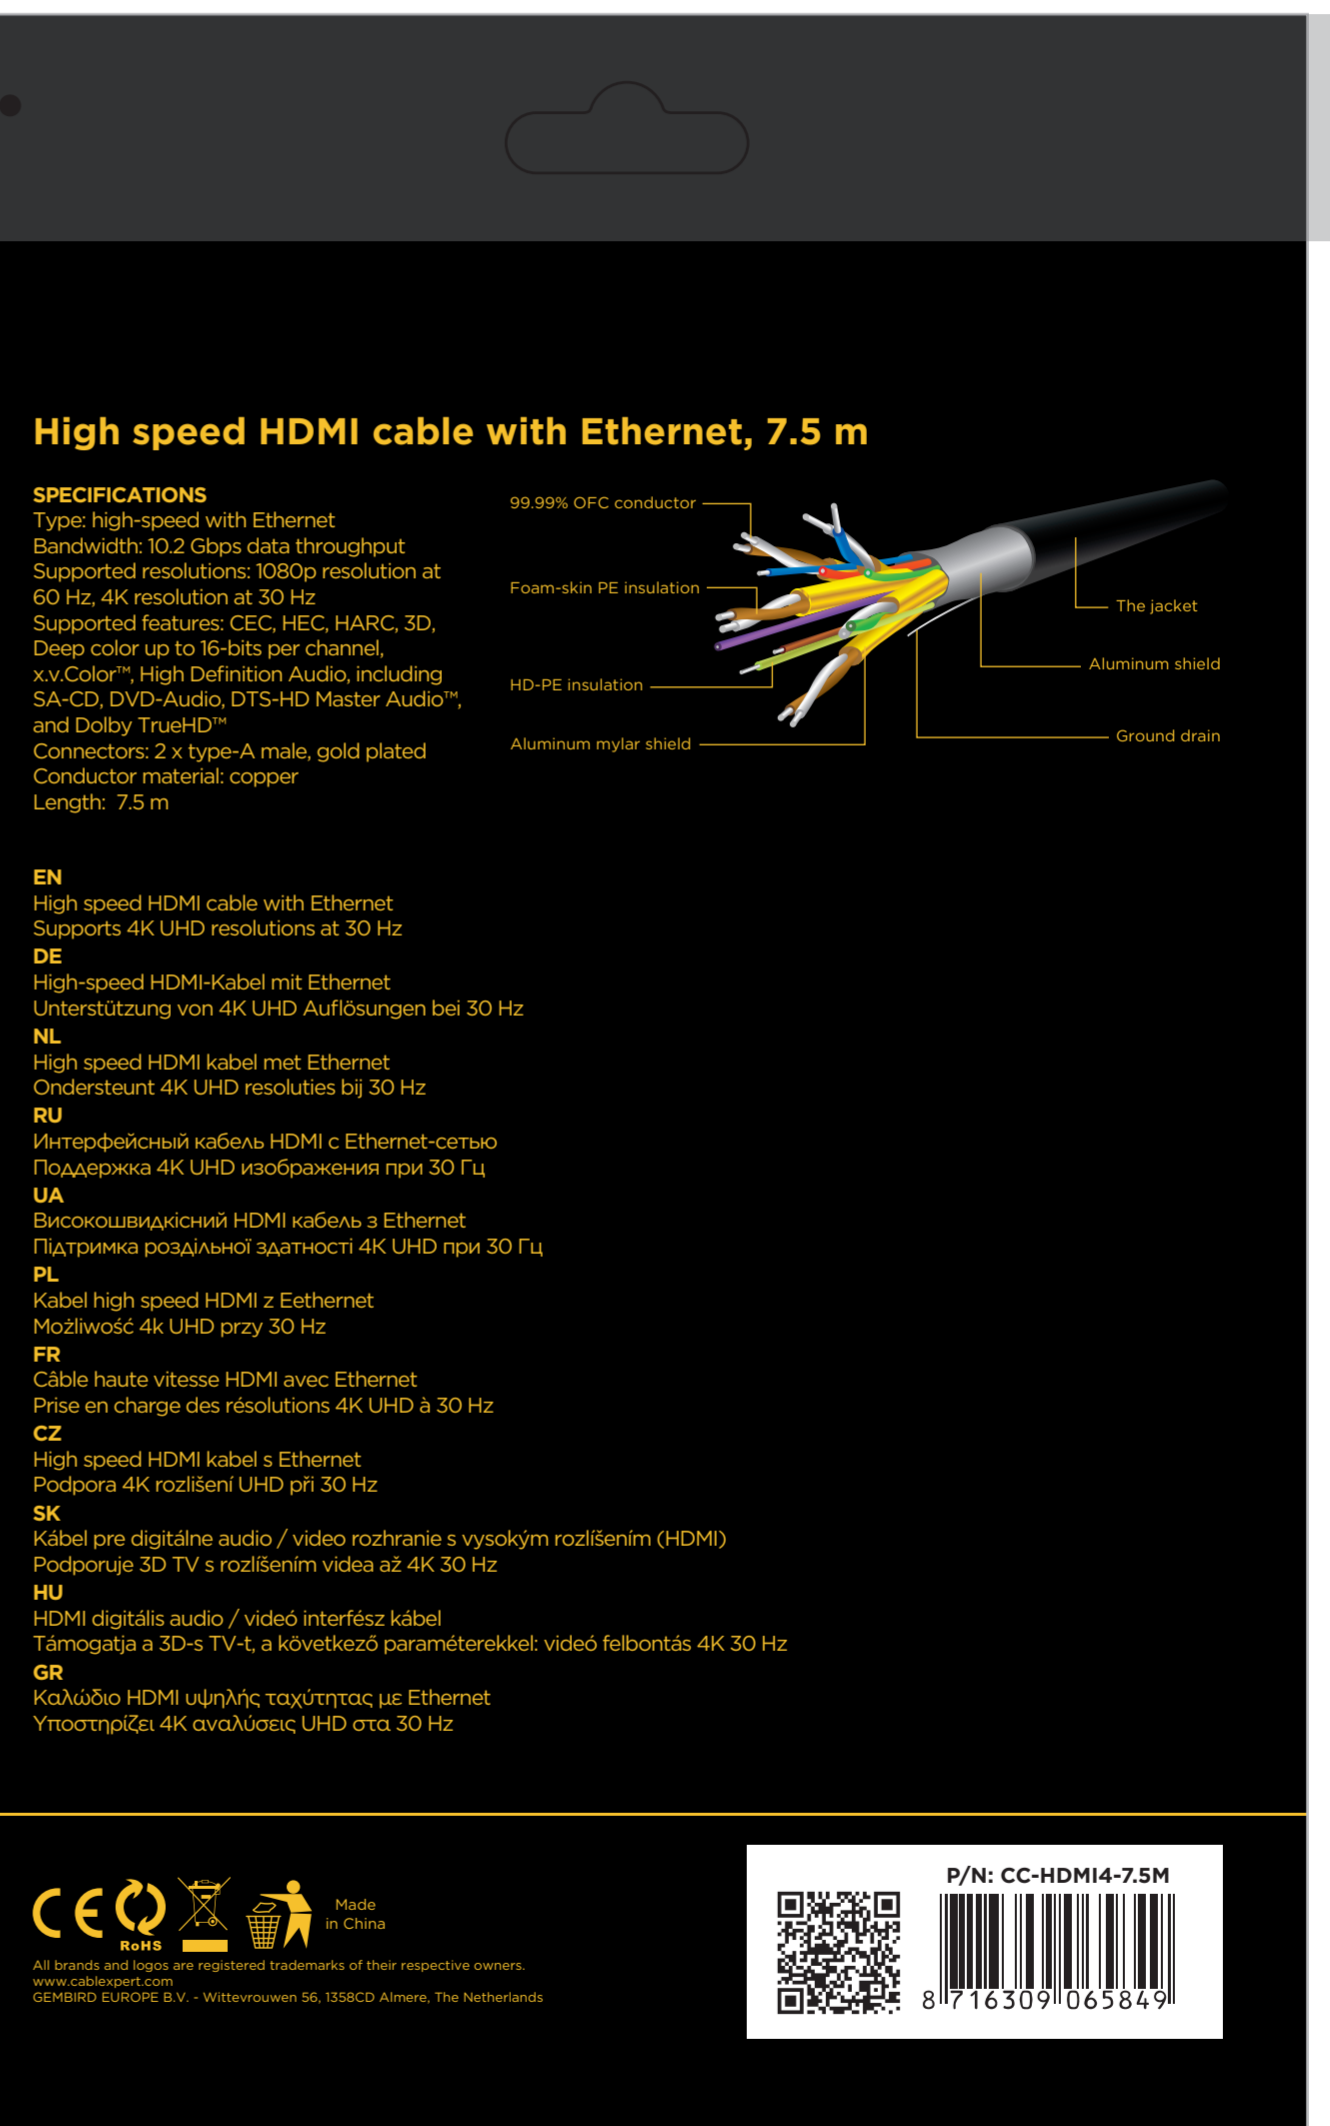 High speed HDMI cable with Ethernet, 7.5 m
SPECIFICATIONS
Type: high-speed with Ethernet
Bandwidth: 10.2 Gbps data throughput
Supported resolutions: 1080p resolution at
60 Hz, 4K resolution at 30 Hz
Supported features: CEC, HEC, HARC, 3D,
Deep color up to 16-bits per channel,
x.v.Color™, High Definition Audio, including
SA-CD, DVD-Audio, DTS-HD Master Audio™,
and Dolby TrueHD™
Connectors: 2 x type-A male, gold plated
Conductor material: copper
Length: 7.5 m
99.99% OFC conductor
Foam-skin PE insulation
HD-PE insulation
Aluminum mylar shield
The jacket
Aluminum shield
Ground drain
EN
High speed HDMI cable with Ethernet
Supports 4K UHD resolutions at 30 Hz
DE
High-speed HDMI-Kabel mit Ethernet
Unterstützung von 4K UHD Auflösungen bei 30 Hz
NL
High speed HDMI kabel met Ethernet
Ondersteunt 4K UHD resoluties bij 30 Hz
RU
Интерфейсный кабель HDMI с Ethernet-сетью
Поддержка 4K UHD изображения при 30 Гц
UA
Високошвидкісний HDMI кабель з Ethernet
Підтримка роздільної здатності 4K UHD при 30 Гц
PL
Kabel high speed HDMI z Eethernet
Możliwość 4k UHD przy 30 Hz
FR
Câble haute vitesse HDMI avec Ethernet
Prise en charge des résolutions 4K UHD à 30 Hz
CZ
High speed HDMI kabel s Ethernet
Podpora 4K rozlišení UHD při 30 Hz
SK
Kábel pre digitálne audio / video rozhranie s vysokým rozlíšením (HDMI)
Podporuje 3D TV s rozlíšením videa až 4K 30 Hz
HU
HDMI digitális audio / videó interfész kábel
Támogatja a 3D-s TV-t, a következő paraméterekkel: videó felbontás 4K 30 Hz
GR
Καλώδιο HDMI υψηλής ταχύτητας με Ethernet
Υποστηρίζει 4K αναλύσεις UHD στα 30 Hz
CE
RoHS
Made
in China
All brands and logos are registered trademarks of their respective owners.
www.cablexpert.com
GEMBIRD EUROPE B.V. - Wittevrouwen 56, 1358CD Almere, The Netherlands
P/N: CC-HDMI4-7.5M
8 716309 065849